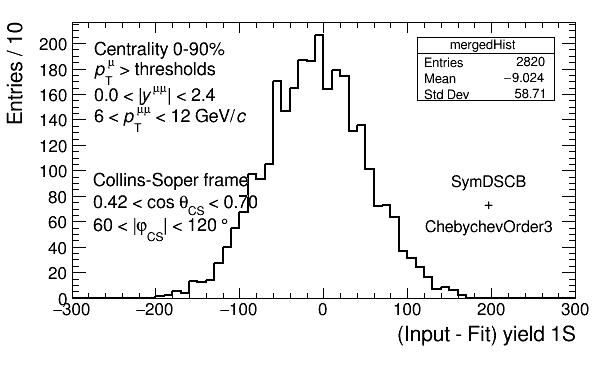 Entries / 10
200
180
160
140
120
100
80
60
40
20
0
Centrality 0-90%
p_T^μ > thresholds
0.0 < |y^μμ| < 2.4
6 < p_T^μμ < 12 GeV/c
Collins-Soper frame
0.42 < cos θ_CS < 0.70
60 < |φ_CS| < 120 °
mergedHist
Entries 2820
Mean −9.024
Std Dev 58.71
SymDSCB
+
ChebychevOrder3
−300 −200 −100 0 100 200 300
(Input - Fit) yield 1S